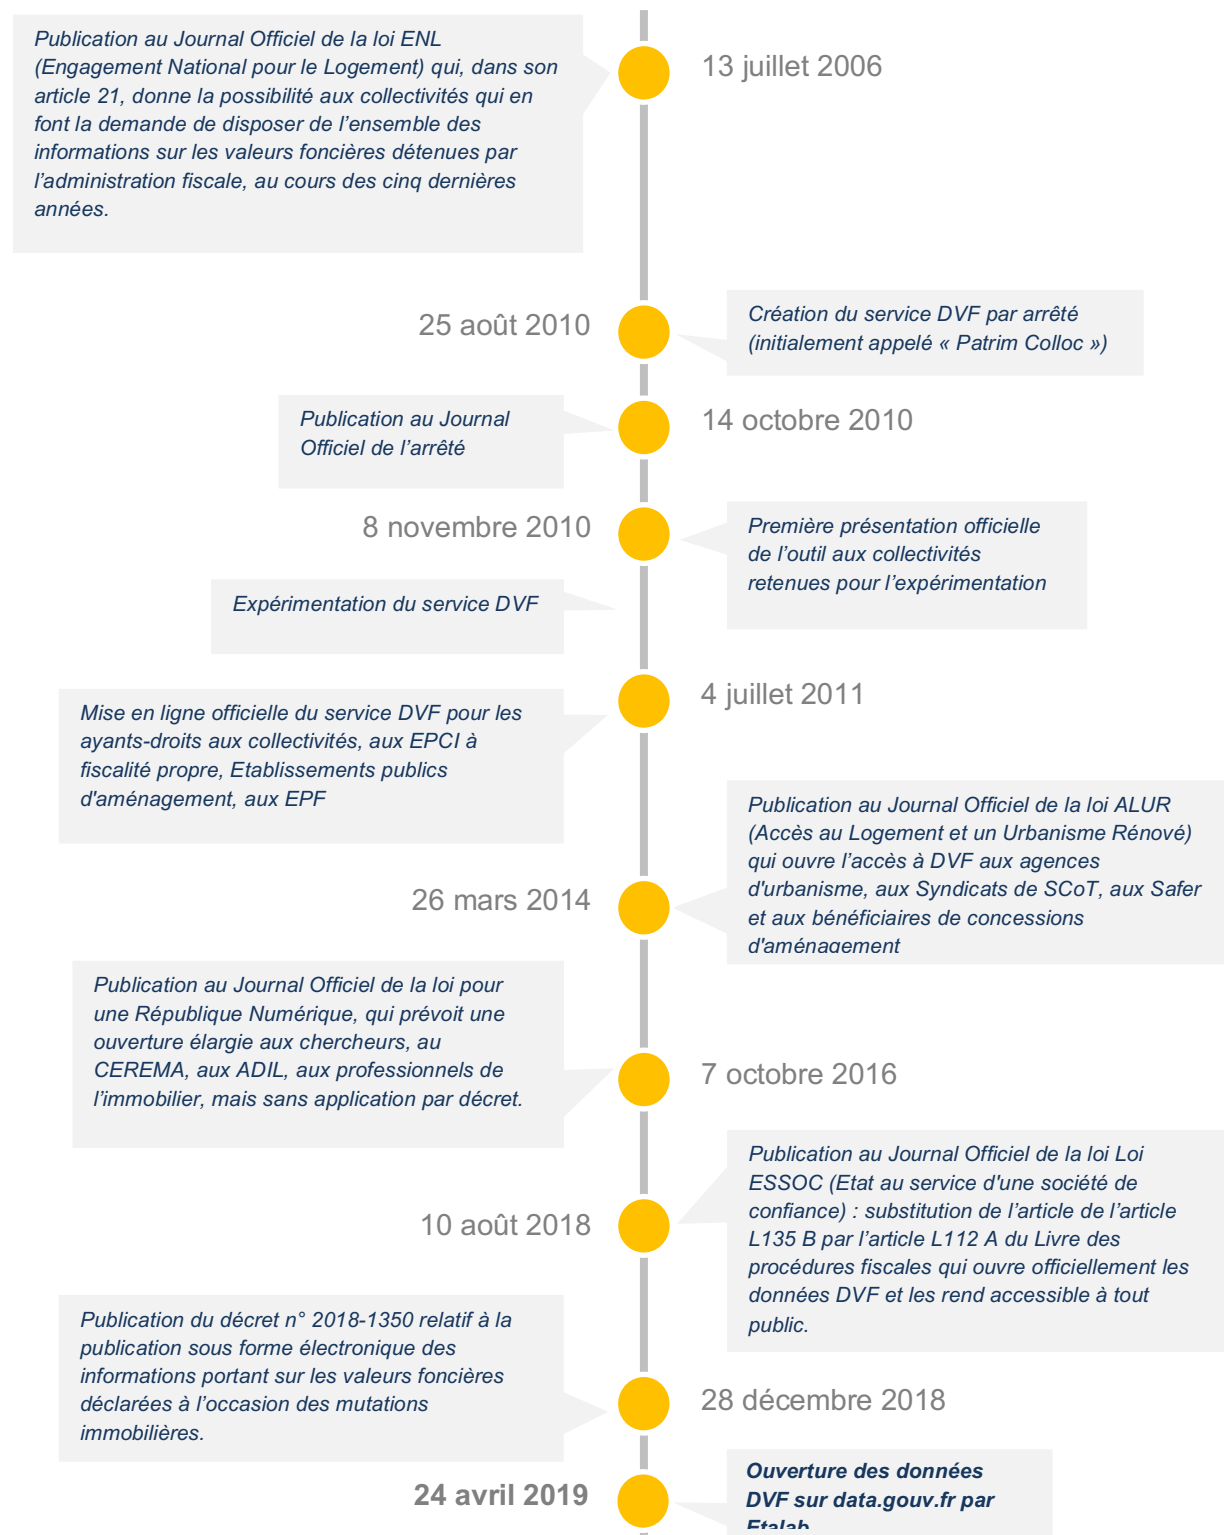 Publication au Journal Officiel de la loi ENL
(Engagement National pour le Logement) qui, dans son
article 21, donne la possibilité aux collectivités qui en
font la demande de disposer de l’ensemble des
informations sur les valeurs foncières détenues par
l’administration fiscale, au cours des cinq dernières
années.
13 juillet 2006
25 août 2010
Création du service DVF par arrêté
(initialement appelé « Patrim Colloc »)
Publication au Journal
Officiel de l’arrêté
14 octobre 2010
8 novembre 2010
Première présentation officielle
de l’outil aux collectivités
retenues pour l’expérimentation
Expérimentation du service DVF
4 juillet 2011
Mise en ligne officielle du service DVF pour les
ayants-droits aux collectivités, aux EPCI à
fiscalité propre, Etablissements publics
d'aménagement, aux EPF
26 mars 2014
Publication au Journal Officiel de la loi ALUR
(Accès au Logement et un Urbanisme Rénové)
qui ouvre l’accès à DVF aux agences
d'urbanisme, aux Syndicats de SCoT, aux Safer
et aux bénéficiaires de concessions
d'aménagement
Publication au Journal Officiel de la loi pour
une République Numérique, qui prévoit une
ouverture élargie aux chercheurs, au
CEREMA, aux ADIL, aux professionnels de
l’immobilier, mais sans application par décret.
7 octobre 2016
10 août 2018
Publication au Journal Officiel de la loi Loi
ESSOC (Etat au service d'une société de
confiance) : substitution de l’article de l’article
L135 B par l’article L112 A du Livre des
procédures fiscales qui ouvre officiellement les
données DVF et les rend accessible à tout
public.
Publication du décret n° 2018-1350 relatif à la
publication sous forme électronique des
informations portant sur les valeurs foncières
déclarées à l’occasion des mutations
immobilières.
28 décembre 2018
24 avril 2019
Ouverture des données
DVF sur data.gouv.fr par
Etalab